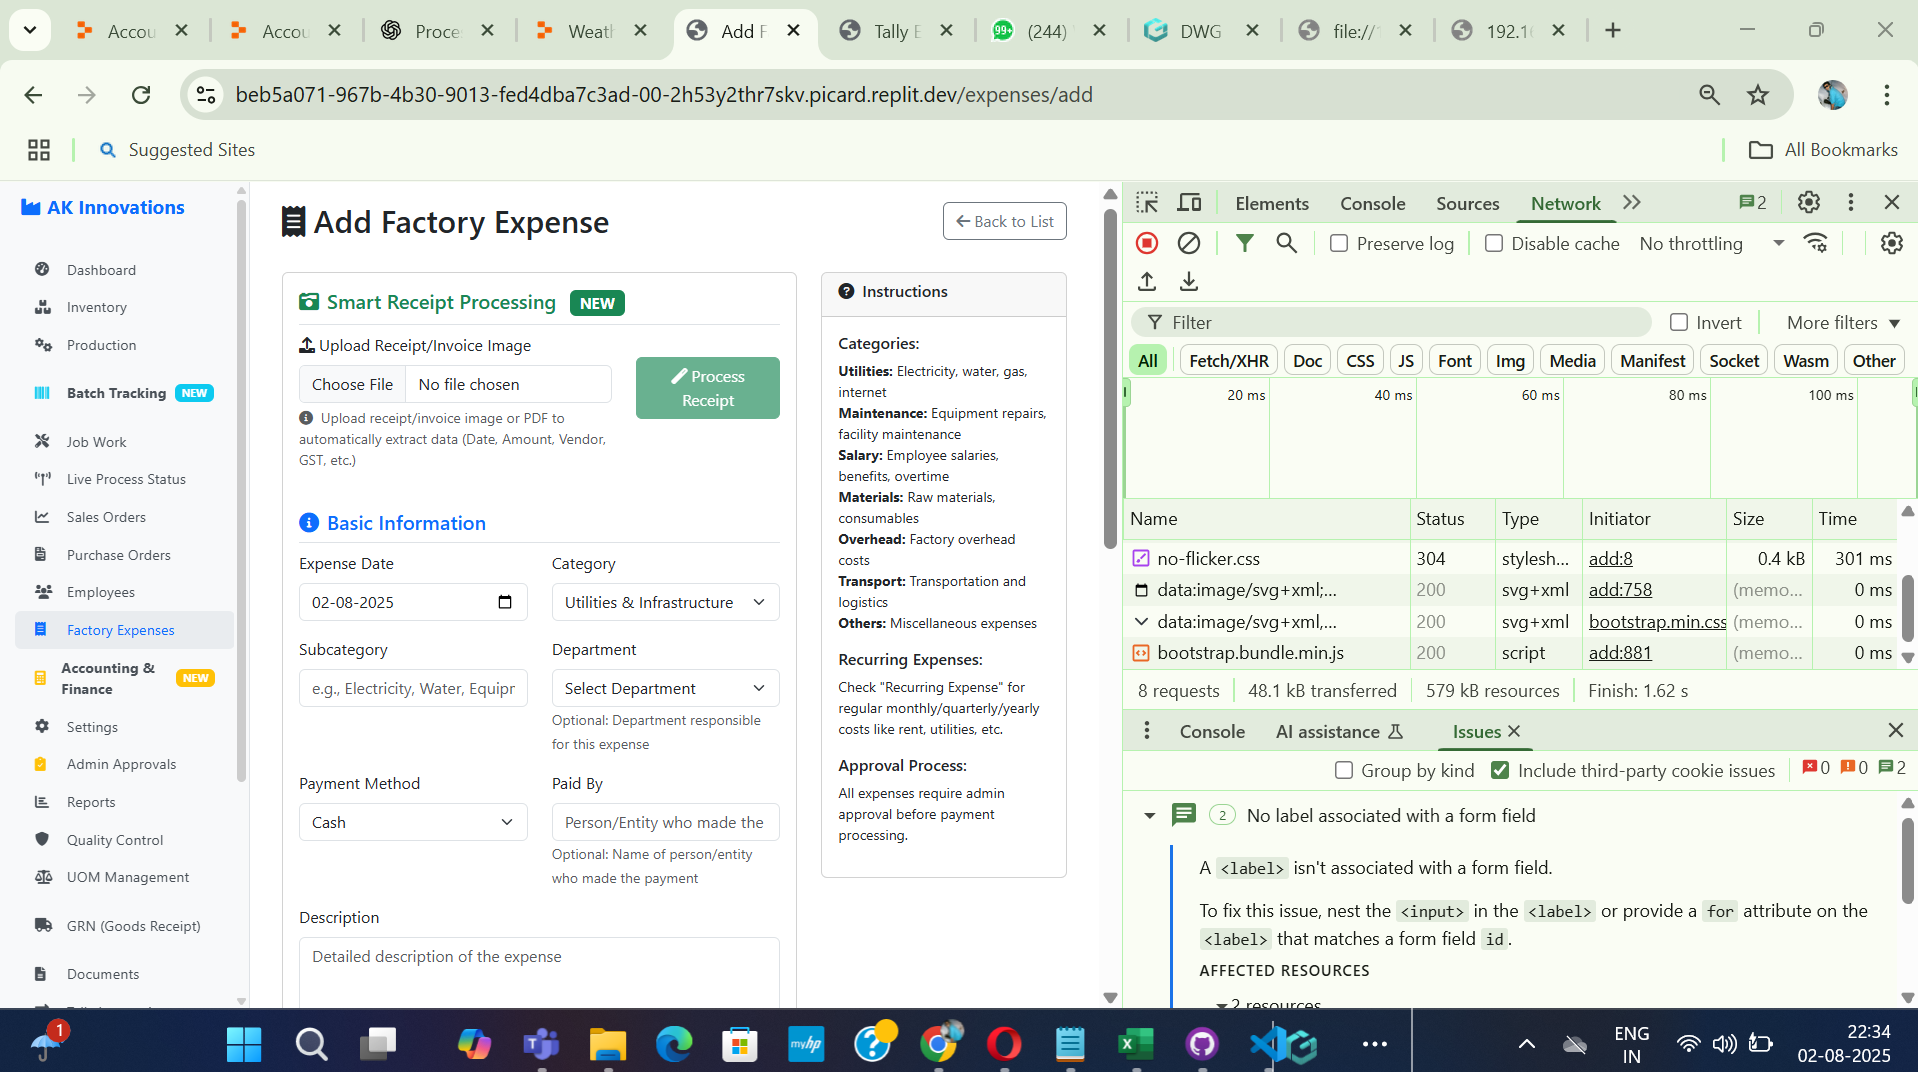 Accou
Accou
Proce
Weath
Add F
Tally E
99+
(244)
DWG
file://
192.1
beb5a071-967b-4b30-9013-fed4dba7c3ad-00-2h53y2thr7skv.picard.replit.dev/expenses/add
Suggested Sites
All Bookmarks
AK Innovations
Dashboard
Inventory
Production
Batch Tracking NEW
Job Work
Live Process Status
Sales Orders
Purchase Orders
Employees
Factory Expenses
Accounting &
Finance
NEW
Settings
Admin Approvals
Reports
Quality Control
UOM Management
GRN (Goods Receipt)
Documents
Add Factory Expense
Back to List
Smart Receipt Processing NEW
Upload Receipt/Invoice Image
Choose File No file chosen
Process
Receipt
Upload receipt/invoice image or PDF to
automatically extract data (Date, Amount, Vendor,
GST, etc.)
Basic Information
Expense Date
Category
02-08-2025
Utilities & Infrastructure
Subcategory
Department
e.g., Electricity, Water, Equipr
Select Department
Optional: Department responsible
for this expense
Payment Method
Paid By
Cash
Person/Entity who made the
Optional: Name of person/entity
who made the payment
Description
Detailed description of the expense
Instructions
Categories:
Utilities: Electricity, water, gas,
internet
Maintenance: Equipment repairs,
facility maintenance
Salary: Employee salaries,
benefits, overtime
Materials: Raw materials,
consumables
Overhead: Factory overhead
costs
Transport: Transportation and
logistics
Others: Miscellaneous expenses
Recurring Expenses:
Check "Recurring Expense" for
regular monthly/quarterly/yearly
costs like rent, utilities, etc.
Approval Process:
All expenses require admin
approval before payment
processing.
Elements
Console
Sources
Network
2
Preserve log
Disable cache
No throttling
Filter
Invert
More filters
All
Fetch/XHR
Doc
CSS
JS
Font
Img
Media
Manifest
Socket
Wasm
Other
20 ms
40 ms
60 ms
80 ms
100 ms
Name Status Type Initiator Size Time
no-flicker.css 304 stylesh... add:8 0.4 kB 301 ms
data:image/svg+xml;... 200 svg+xml add:758 (memo... 0 ms
data:image/svg+xml,... 200 svg+xml bootstrap.min.css (memo... 0 ms
bootstrap.bundle.min.js 200 script add:881 (memo... 0 ms
8 requests 48.1 kB transferred 579 kB resources Finish: 1.62 s
Console
AI assistance
Issues
Group by kind
Include third-party cookie issues
0
0
2
2 No label associated with a form field
A <label> isn't associated with a form field.
To fix this issue, nest the <input> in the <label> or provide a for attribute on the
<label> that matches a form field id.
AFFECTED RESOURCES
2 resources
1
myhp
ENG
IN
22:34
02-08-2025